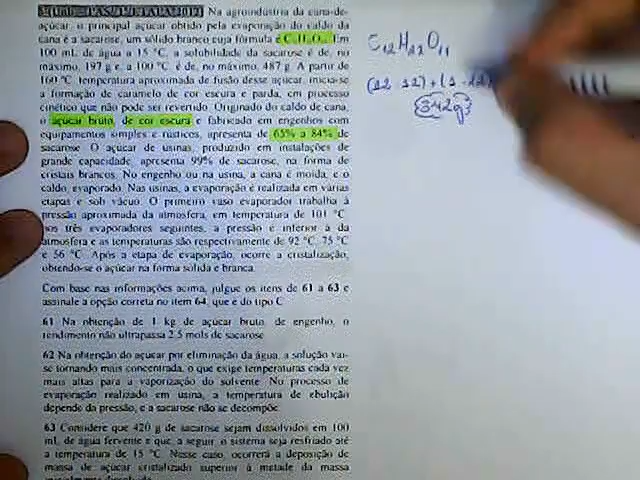 Na agroindústria da cana-de-
açúcar, o principal açúcar obtido pela evaporação do caldo da
cana é a sacarose, um sólido branco cuja fórmula é Em
100 mL de água a 15 °C, a solubilidade da sacarose é de, no
máximo, 197 g e, a 100 °C, é de, no máximo, 487 g. A partir de
160 °C, temperatura aproximada de fusão desse açúcar, inicia-se
a formação de caramelo de cor escura e parda, em processo
cinético que não pode ser revertido. Originado do caldo de cana,
o açúcar bruto, de cor escura e fabricado em engenhos com
equipamentos simples e rústicos, apresenta de 65% a 84% de
sacarose. O açúcar de usinas, produzido em instalações de
grande capacidade, apresenta 99% de sacarose, na forma de
cristais brancos. No engenho ou na usina, a cana é moída, e o
caldo, evaporado. Nas usinas, a evaporação é realizada em várias
etapas e sob vácuo. O primeiro vaso evaporador trabalha à
pressão aproximada da atmosfera, em temperatura de 101 °C.
nos três evaporadores seguintes, a pressão é inferior à da
atmosfera e as temperaturas são respectivamente de 92 °C, 75 °C
e 56 °C. Após a etapa de evaporação, ocorre a cristalização,
obtendo-se o açúcar na forma sólida e branca.
Com base nas informações acima, julgue os itens de 61 a 63 e
assinale a opção correta no item 64, que é do tipo C
61 Na obtenção de 1 kg de açúcar bruto, de engenho, o
rendimento não ultrapassa 2,5 mols de sacarose
62 Na obtenção do açúcar por eliminação da água, a solução vai-
se tornando mais concentrada, o que exige temperaturas cada vez
mais altas para a vaporização do solvente. No processo de
evaporação realizado em usina, a temperatura de ebulição
depende da pressão, e a sacarose não se decompõe.
63 Considere que 420 g de sacarose sejam dissolvidos em 100
mL de água fervente e que, a seguir, o sistema seja resfriado até
a temperatura de 15 °C. Nesse caso, ocorrerá a deposição de
massa de açúcar cristalizado superior à metade da massa
C12H22O11
342g